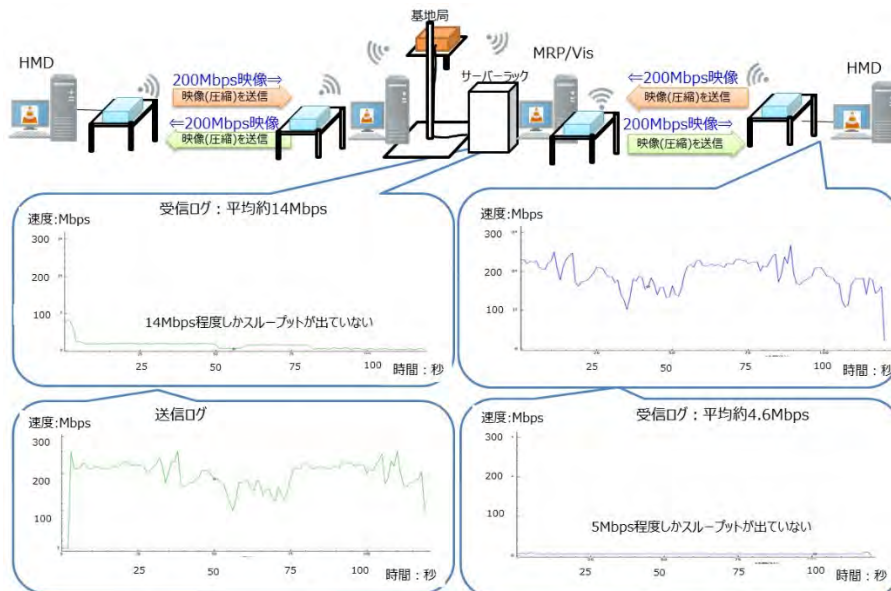 基地局
HMD
MRP/Vis
HMD
サーバーラック
200Mbps映像⇒
映像(圧縮)を送信
⇐200Mbps映像
映像(圧縮)を送信
⇐200Mbps映像
映像(圧縮)を送信
200Mbps映像⇒
映像(圧縮)を送信
受信ログ：平均約14Mbps
速度:Mbps
300
200
100
14Mbps程度しかスループットが出ていない
25
50
75
100
時間：秒
速度:Mbps
300
200
100
25
50
75
100
時間：秒
送信ログ
速度:Mbps
300
200
100
25
50
75
100
時間：秒
受信ログ：平均約4.6Mbps
速度:Mbps
300
200
100
5Mbps程度しかスループットが出ていない
25
50
75
100
時間：秒